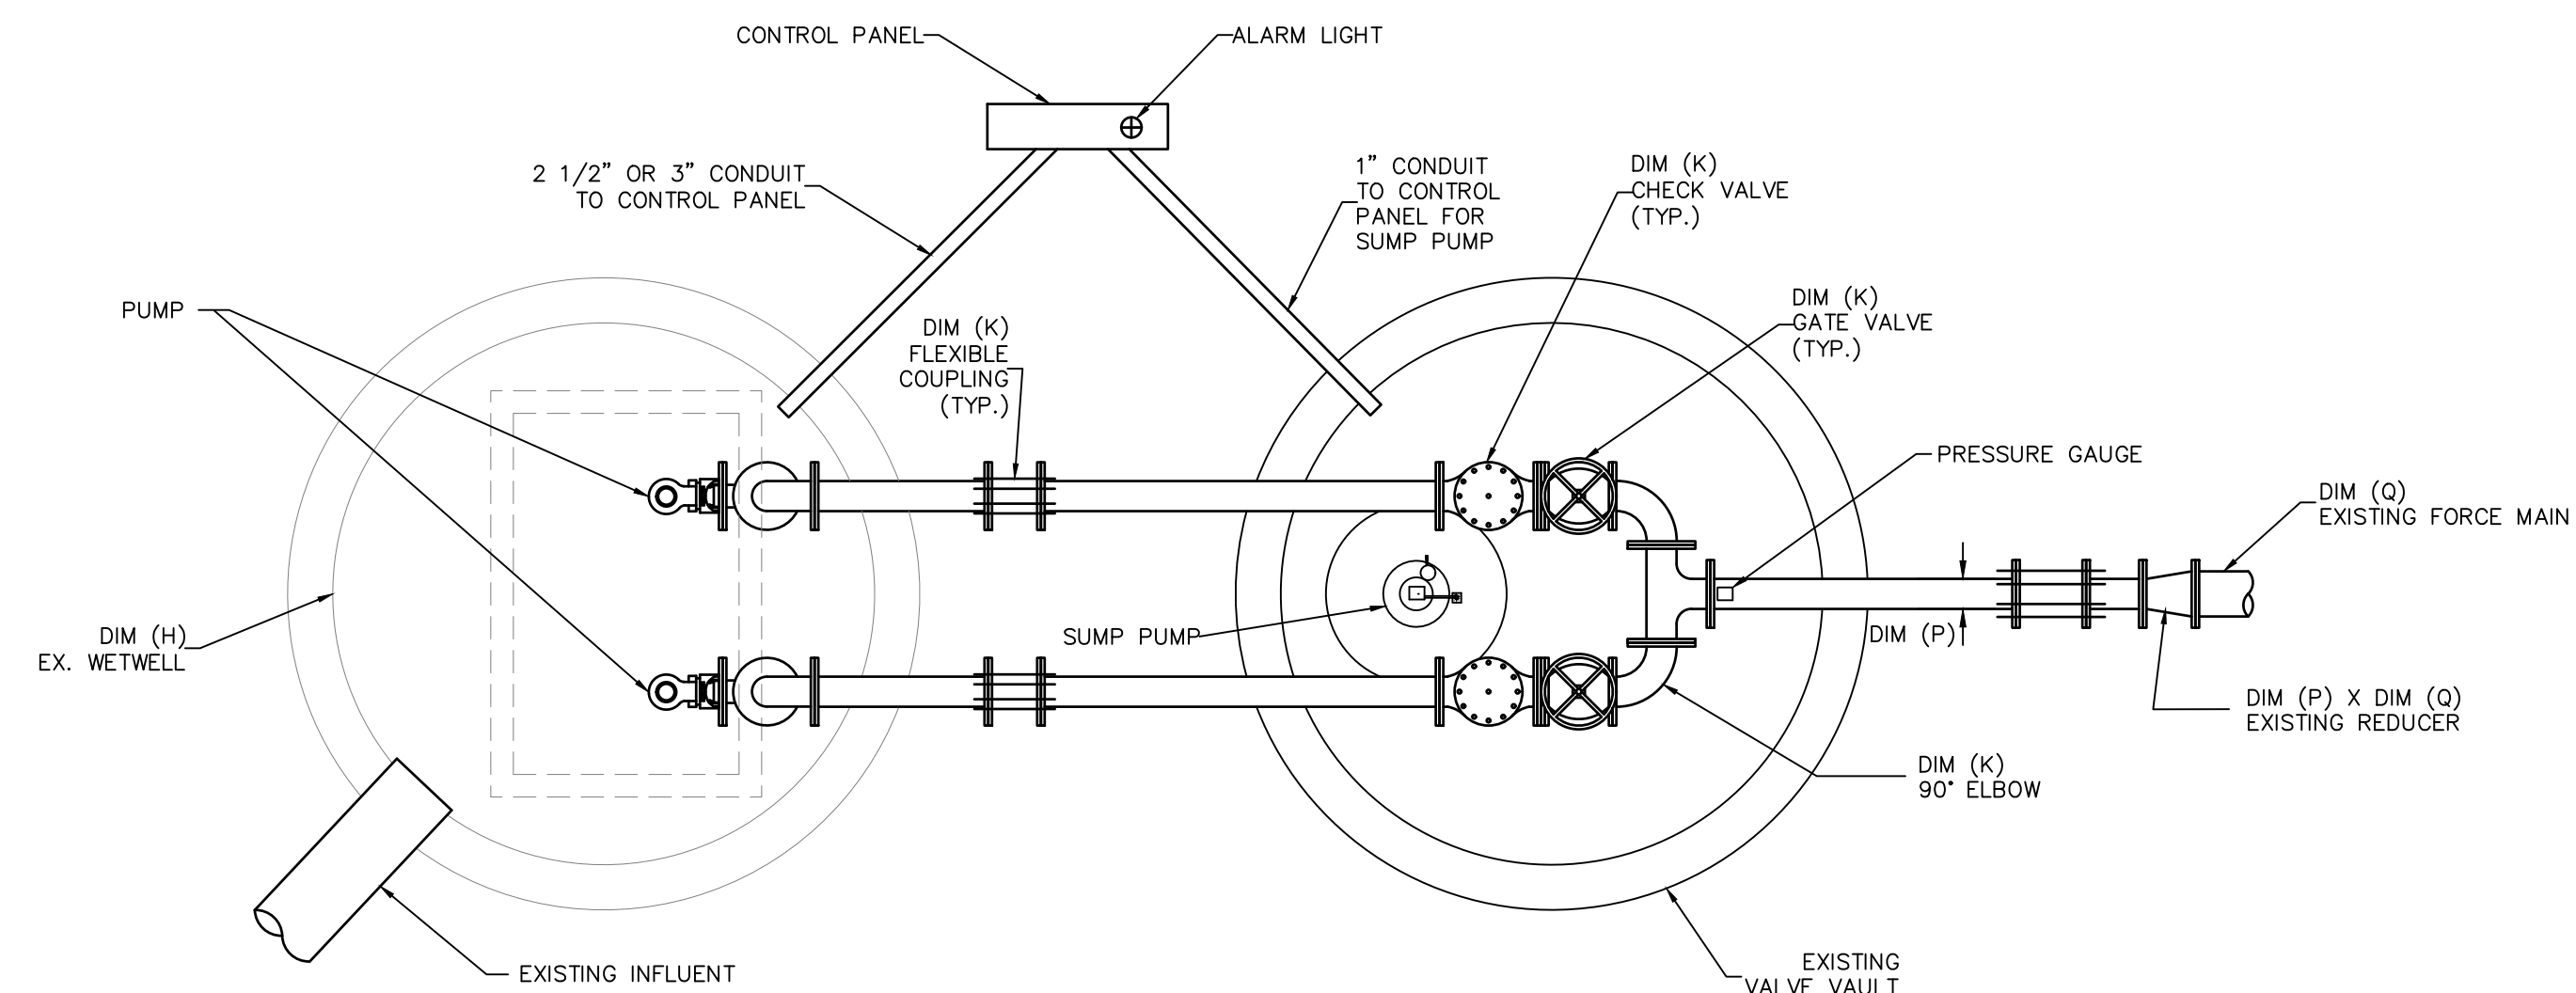 CONTROL PANEL
ALARM LIGHT
2 1/2" OR 3" CONDUIT
TO CONTROL PANEL
1" CONDUIT
TO CONTROL
PANEL FOR
SUMP PUMP
DIM (K)
CHECK VALVE
(TYP.)
PUMP
DIM (K)
FLEXIBLE
COUPLING
(TYP.)
DIM (K)
GATE VALVE
(TYP.)
PRESSURE GAUGE
DIM (Q)
EXISTING FORCE MAIN
DIM (H)
EX. WETWELL
SUMP PUMP
DIM (P)
DIM (P) X DIM (Q)
EXISTING REDUCER
DIM (K)
90° ELBOW
EXISTING INFLUENT
EXISTING
VALVE VAULT